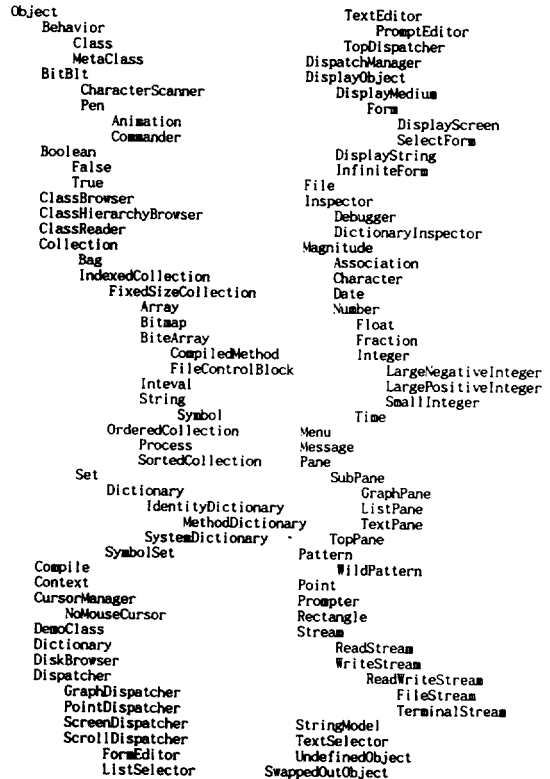 Object
Behavior
Class
MetaClass
BitBlt
CharacterScanner
Pen
Animation
Commander
Boolean
False
True
ClassBrowser
ClassHierarchyBrowser
ClassReader
Collection
Bag
IndexedCollection
FixedSizeCollection
Array
Bitmap
BiteArray
CompiledMethod
FileControlBlock
Inteval
String
Symbol
OrderedCollection
Process
SortedCollection
Set
Dictionary
IdentityDictionary
MethodDictionary
SystemDictionary
SymbolSet
Compile
Context
CursorManager
NoMouseCursor
DemoClass
Dictionary
DiskBrowser
Dispatcher
GraphDispatcher
PointDispatcher
ScreenDispatcher
ScrollDispatcher
FormEditor
ListSelector
TextEditor
PromptEditor
TopDispatcher
DispatchManager
DisplayObject
DisplayMedium
Form
DisplayScreen
SelectForm
DisplayString
InfiniteForm
File
Inspector
Debugger
DictionaryInspector
Magnitude
Association
Character
Date
Number
Float
Fraction
Integer
LargeNegativeInteger
LargePositiveInteger
SmallInteger
Time
Menu
Message
Pane
SubPane
GraphPane
ListPane
TextPane
TopPane
Pattern
WildPattern
Point
Prompter
Rectangle
Stream
ReadStream
WriteStream
ReadWriteStream
FileStream
TerminalStream
StringModel
TextSelector
UndefinedObject
SwappedOutObject